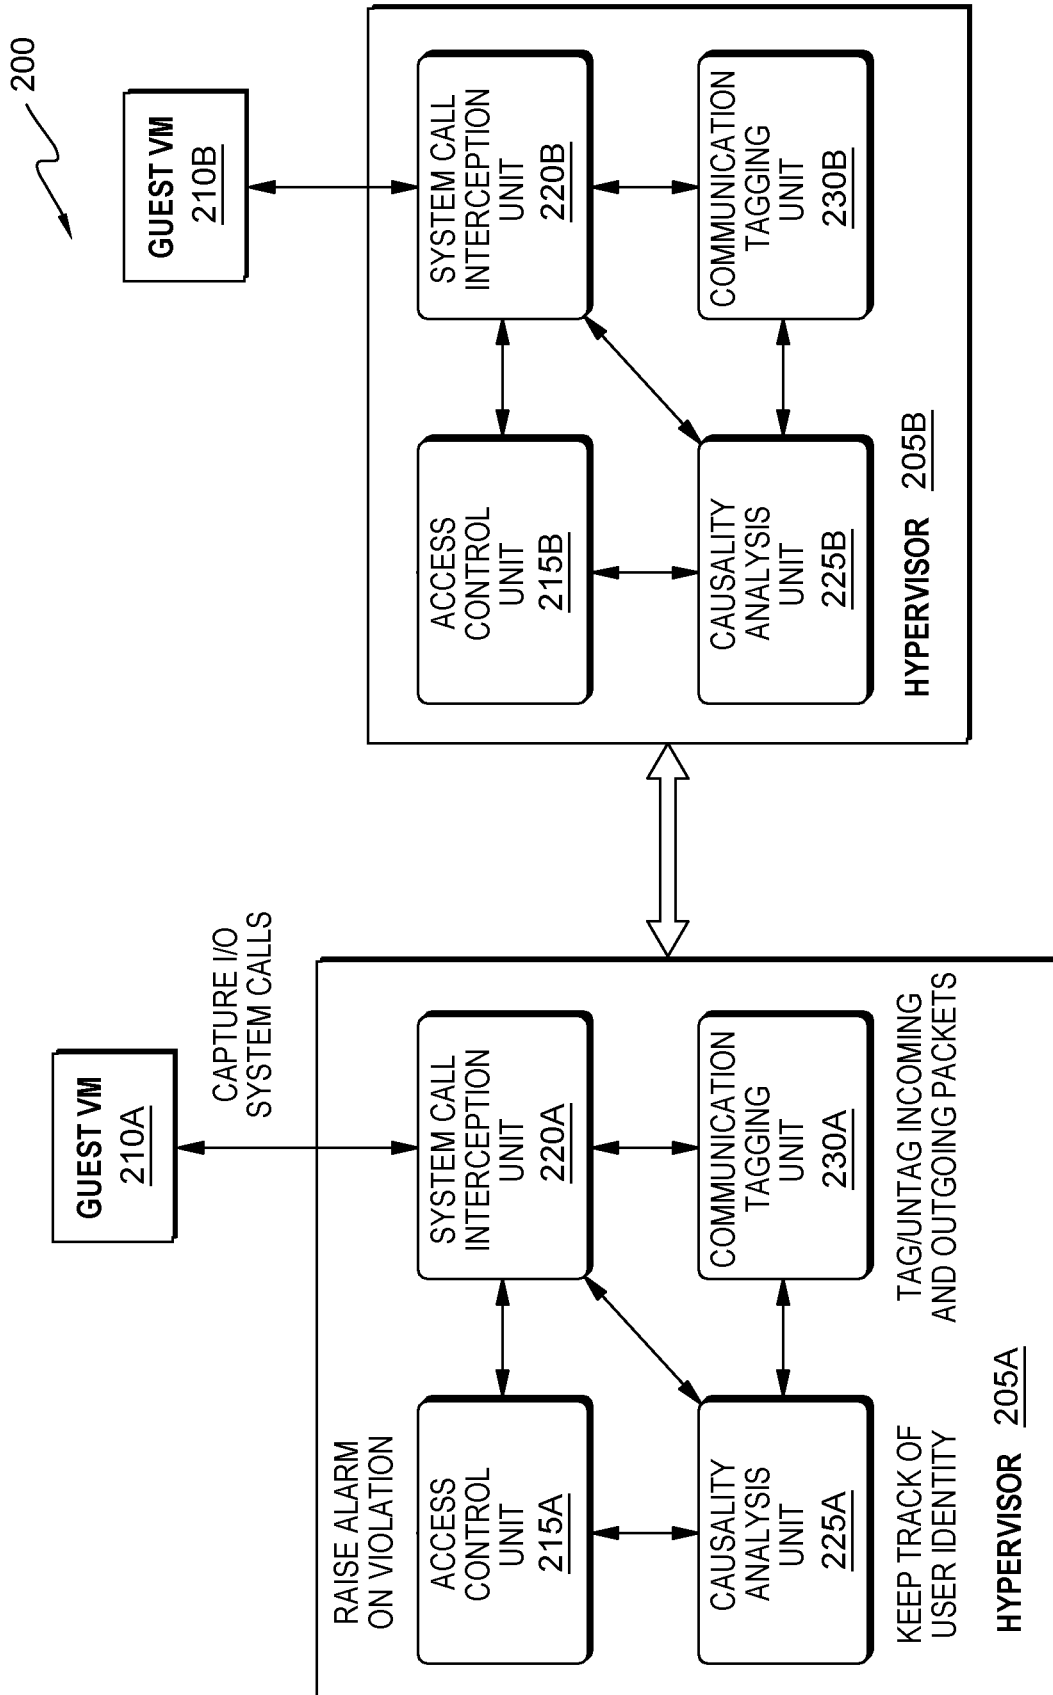 200
GUEST VM
210A
CAPTURE I/O
SYSTEM CALLS
RAISE ALARM
ON VIOLATION
ACCESS
CONTROL
UNIT
215A
SYSTEM CALL
INTERCEPTION
UNIT
220A
CAUSALITY
ANALYSIS
UNIT
225A
COMMUNICATION
TAGGING
UNIT
230A
KEEP TRACK OF
USER IDENTITY
TAG/UNTAG INCOMING
AND OUTGOING PACKETS
HYPERVISOR 205A
GUEST VM
210B
ACCESS
CONTROL
UNIT
215B
SYSTEM CALL
INTERCEPTION
UNIT
220B
CAUSALITY
ANALYSIS
UNIT
225B
COMMUNICATION
TAGGING
UNIT
230B
HYPERVISOR 205B